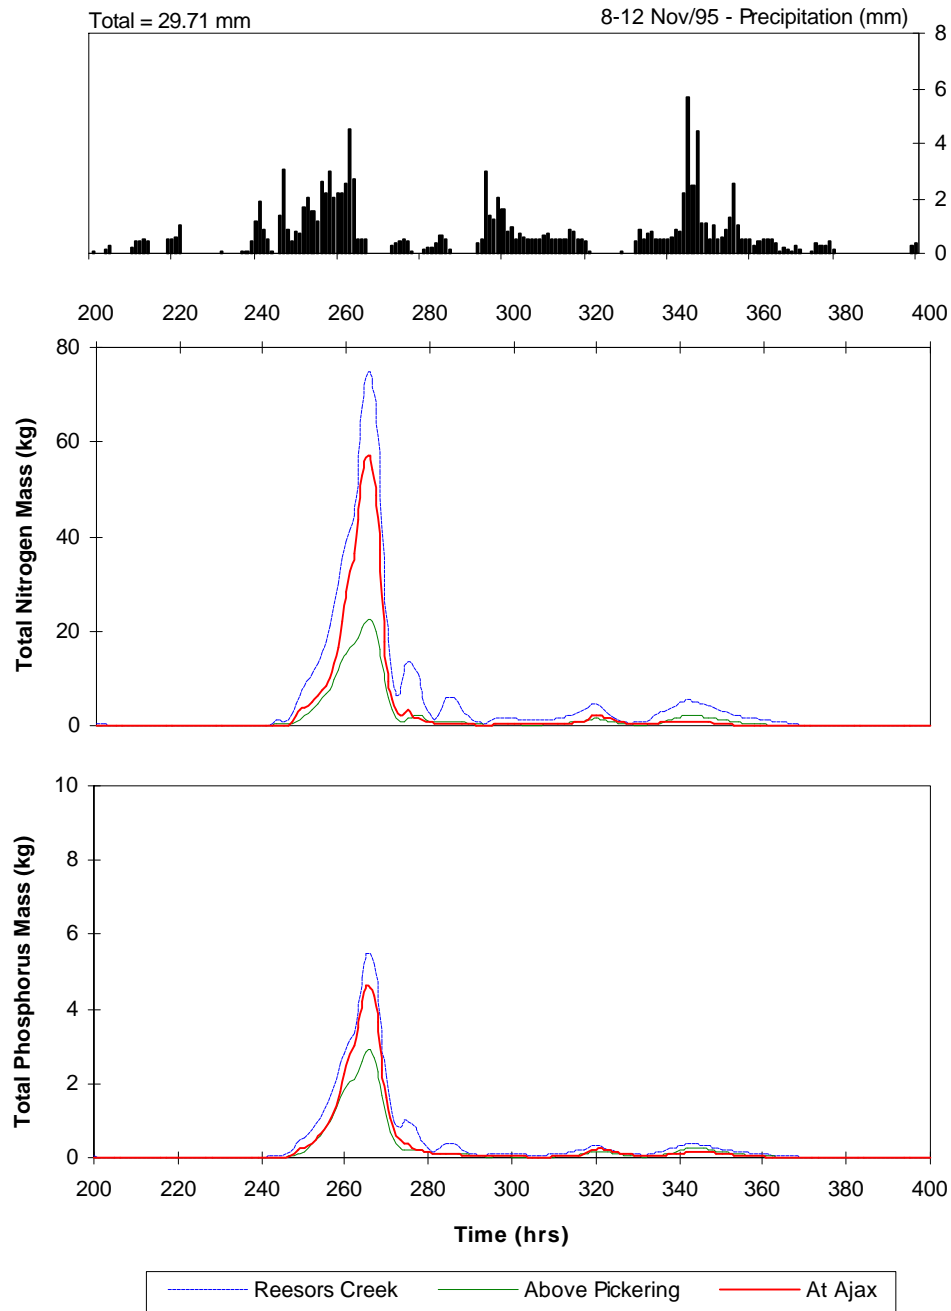 Total = 29.71 mm
8-12 Nov/95 - Precipitation (mm)
8
6
4
2
0
200 220 240 260 280 300 320 340 360 380 400
80
60
40
20
0
Total Nitrogen Mass (kg)
10
8
6
4
2
0
Total Phosphorus Mass (kg)
200 220 240 260 280 300 320 340 360 380 400
Time (hrs)
Reesors Creek Above Pickering At Ajax